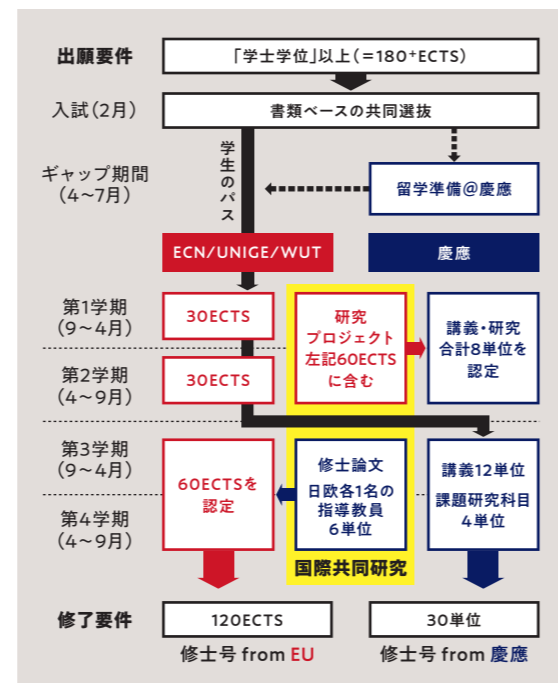 出願要件
「学士学位」以上(=180⁺ECTS)
入試(2月)
書類ベースの共同選抜
学生のパス
ギャップ期間
(4〜7月)
留学準備@慶應
ECN/UNIGE/WUT
慶應
第1学期
(9〜4月)
30ECTS
研究
プロジェクト
左記60ECTS
に含む
講義・研究
合計8単位を
認定
第2学期
(4〜9月)
30ECTS
第3学期
(9〜4月)
60ECTSを
認定
修士論文
日欧各1名の
指導教員
6単位
講義12単位
課題研究科目
4単位
第4学期
(4〜9月)
国際共同研究
修了要件
120ECTS
30単位
修士号 from EU
修士号 from 慶應